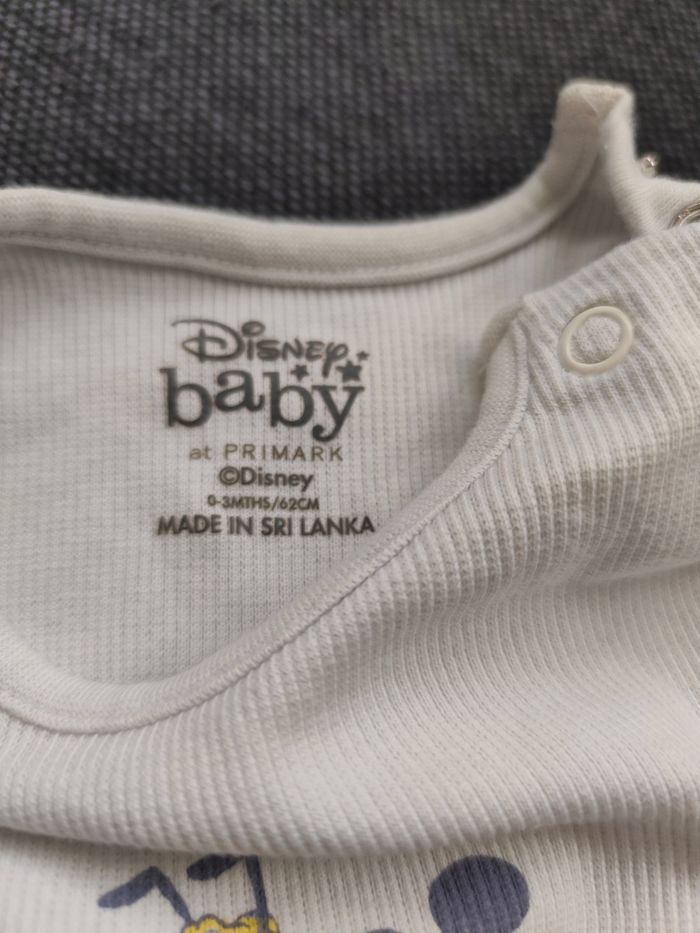 Disney
baby
at PRIMARK
©Disney
0-3MTHS/62CM
MADE IN SRI LANKA